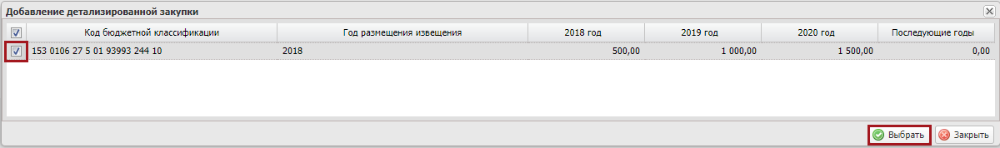 Добавление детализированной закупки
Код бюджетной классификации Год размещения извещения 2018 год 2019 год 2020 год Последующие годы
153 0106 27 5 01 93993 244 10 2018 500,00 1 000,00 1 500,00 0,00
Выбрать Закрыть